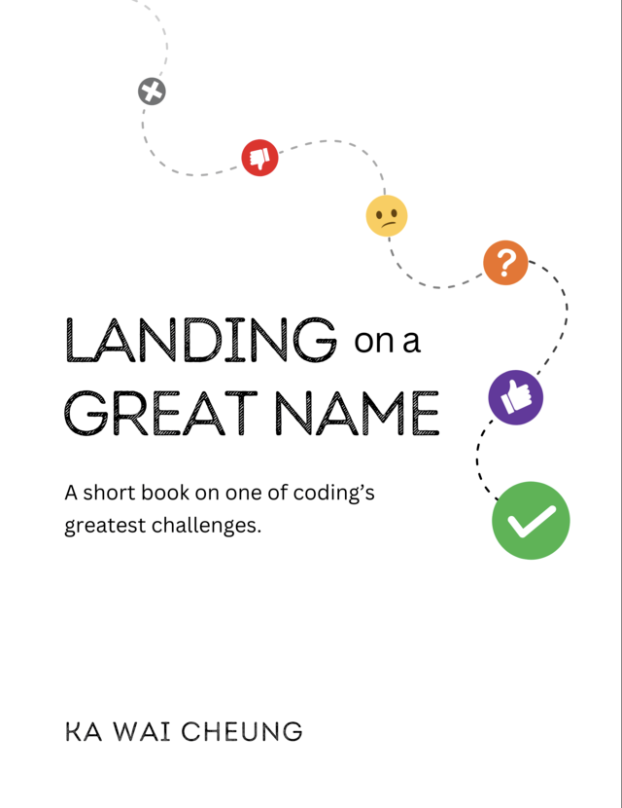 LANDING on a
GREAT NAME
A short book on one of coding’s
greatest challenges.
KA WAI CHEUNG